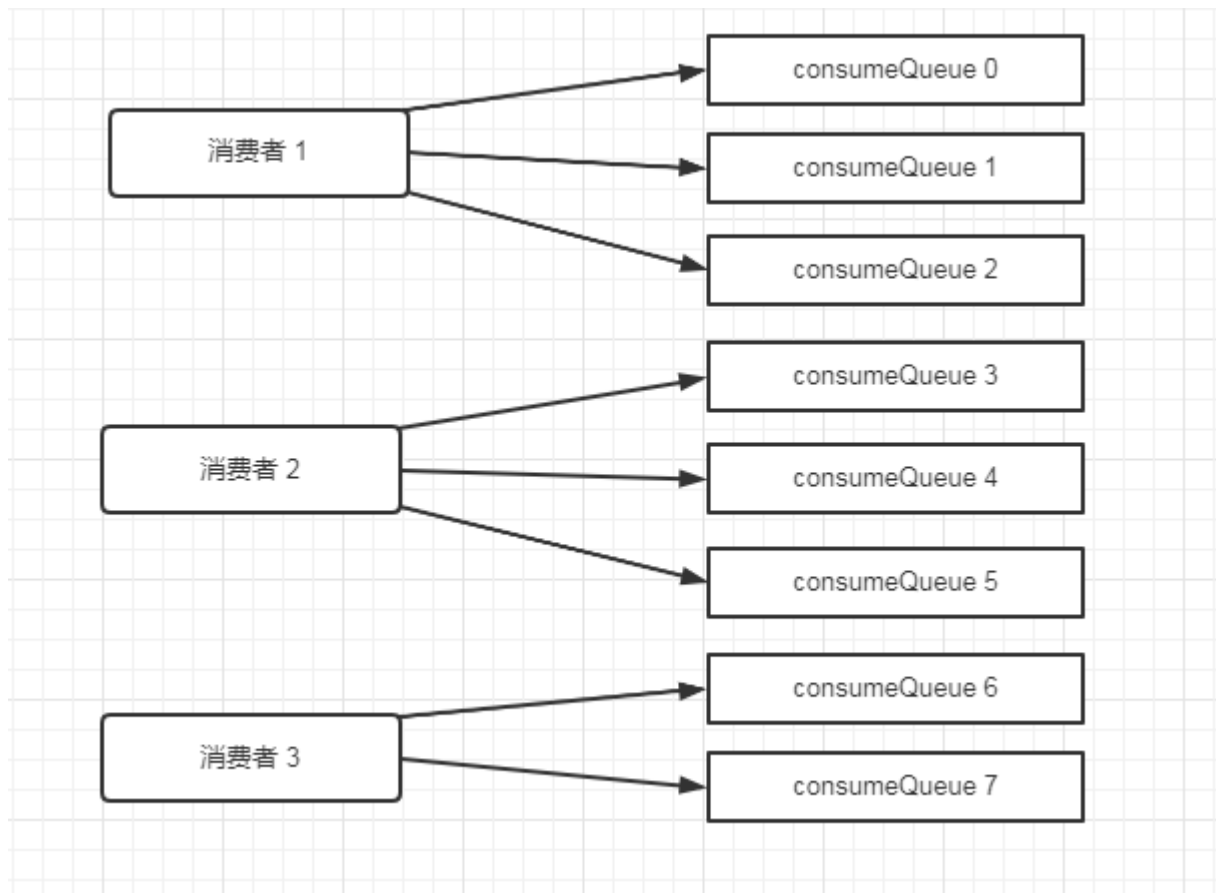 消费者 1
consumeQueue 0
consumeQueue 1
consumeQueue 2
消费者 2
consumeQueue 3
consumeQueue 4
consumeQueue 5
消费者 3
consumeQueue 6
consumeQueue 7